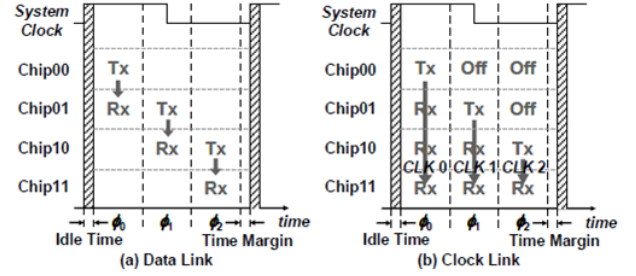 System
Clock
Chip00 Tx
Chip01 Rx Tx
Chip10 Rx Tx
Chip11 Rx
ϕ0 ϕ1 ϕ2 time
Idle Time Time Margin
(a) Data Link
System
Clock
Chip00 Tx Off Off
Chip01 Rx Tx Off
Chip10 Rx Rx Tx
CLK 0 CLK 1 CLK 2
Chip11 Rx Rx Rx
ϕ0 ϕ1 ϕ2 time
Idle Time Time Margin
(b) Clock Link